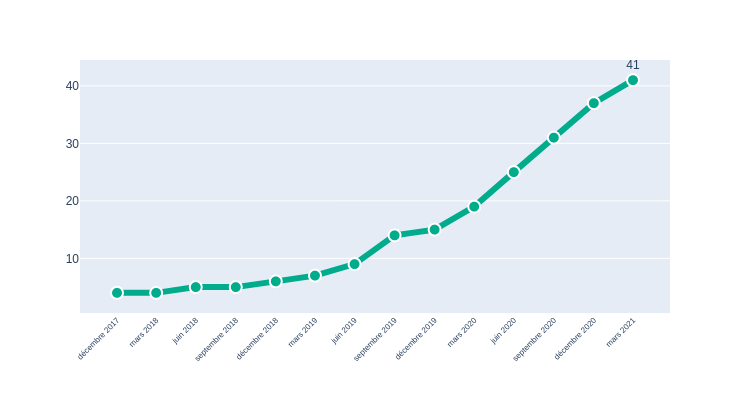 41
40
30
20
10
décembre 2017
mars 2018
juin 2018
septembre 2018
décembre 2018
mars 2019
juin 2019
septembre 2019
décembre 2019
mars 2020
juin 2020
septembre 2020
décembre 2020
mars 2021